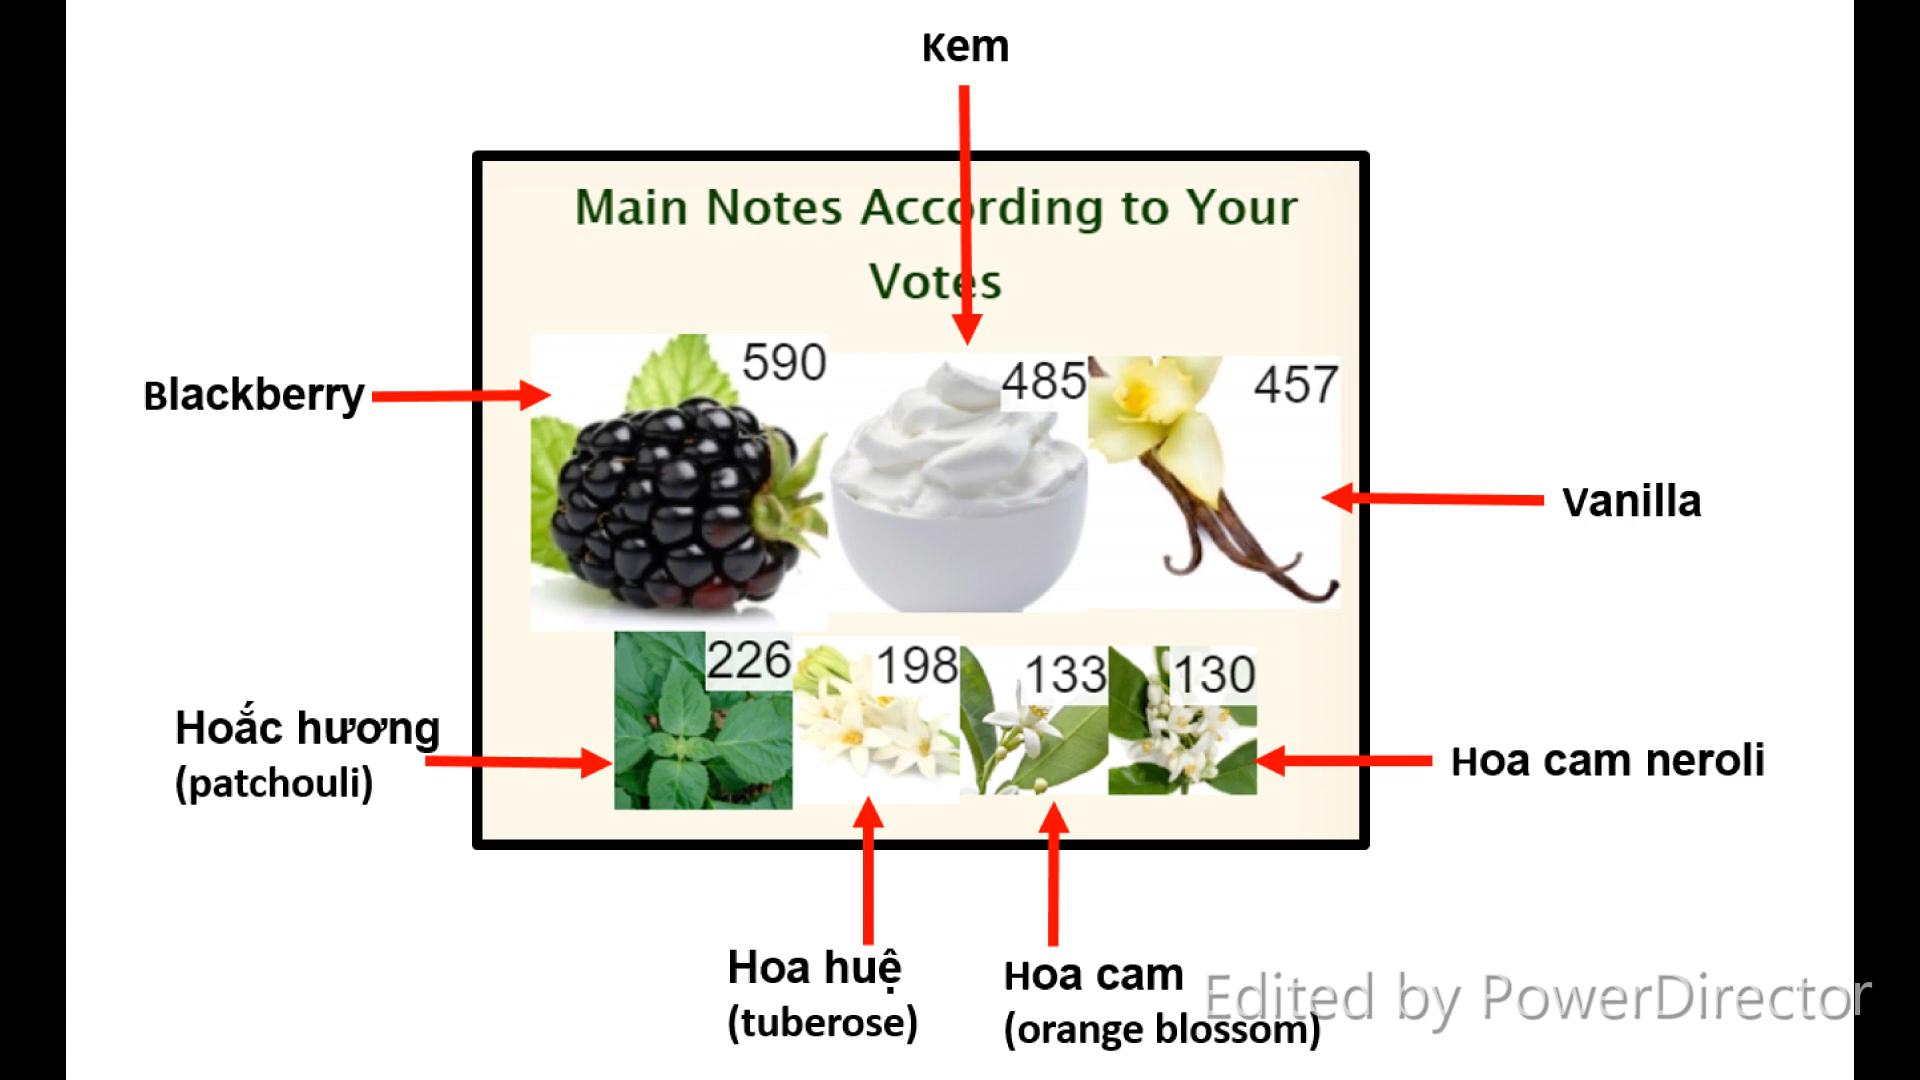 Kem
Main Notes According to Your
Votes
590
485
457
Blackberry
Vanilla
226
198
133
130
Hoắc hương
(patchouli)
Hoa cam neroli
Hoa huệ
(tuberose)
Hoa cam
(orange blossom)
Edited by PowerDirector